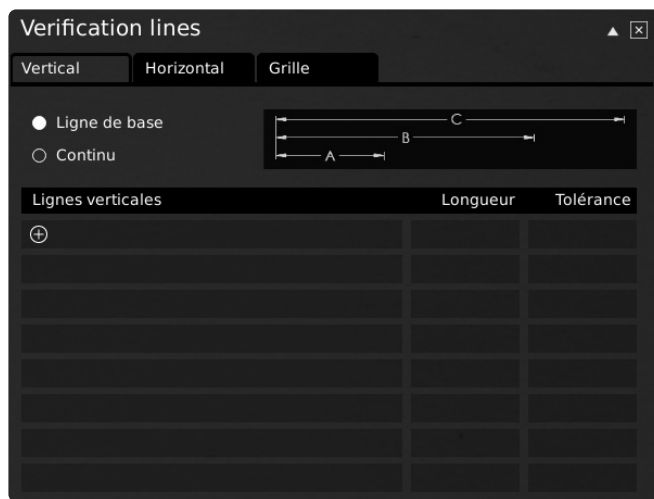 Verification lines
Vertical Horizontal Grille
Ligne de base
Continu
C
B
A
Lignes verticales Longueur Tolérance